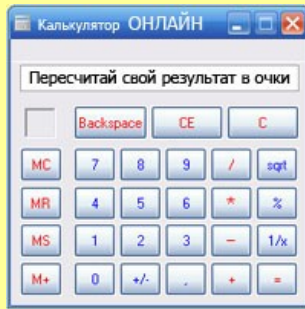 Калькулятор ОНЛАЙН
Пересчитай свой результат в очки
Backspace CE C
MC 7 8 9 / sqrt
MR 4 5 6 * %
MS 1 2 3 - 1/x
M+ 0 +/- . + =